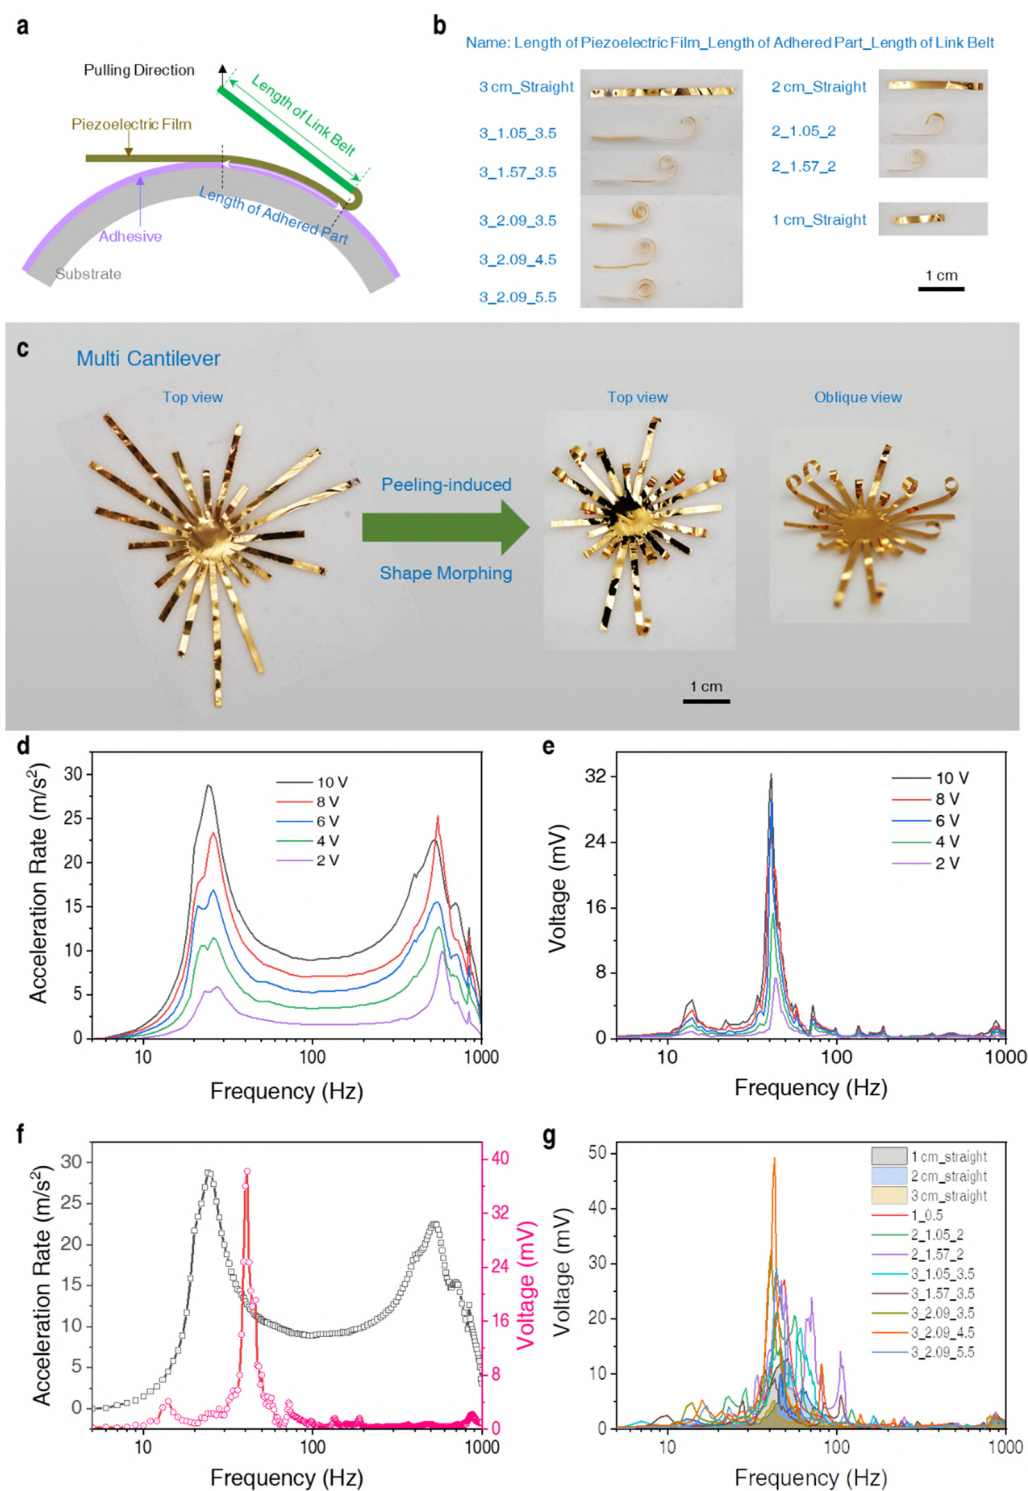 a
Pulling Direction
Length of Link Belt
Piezoelectric Film
Length of Adhered Part
Adhesive
Substrate
b
Name: Length of Piezoelectric Film_Length of Adhered Part_Length of Link Belt
3 cm_Straight
3_1.05_3.5
3_1.57_3.5
3_2.09_3.5
3_2.09_4.5
3_2.09_5.5
2 cm_Straight
2_1.05_2
2_1.57_2
1 cm_Straight
1 cm
c
Multi Cantilever
Top view
Peeling-induced
Shape Morphing
Top view
Oblique view
1 cm
d
Acceleration Rate (m/s²)
30
25
20
15
10
5
0
10 V
8 V
6 V
4 V
2 V
10
100
1000
Frequency (Hz)
e
Voltage (mV)
32
24
16
8
0
10 V
8 V
6 V
4 V
2 V
10
100
1000
Frequency (Hz)
f
Acceleration Rate (m/s²)
30
25
20
15
10
5
0
40
32
24
16
8
0
Voltage (mV)
10
100
1000
Frequency (Hz)
g
Voltage (mV)
50
40
30
20
10
0
1 cm_straight
2 cm_straight
3 cm_straight
1_0.5
2_1.05_2
2_1.57_2
3_1.05_3.5
3_1.57_3.5
3_2.09_3.5
3_2.09_4.5
3_2.09_5.5
10
100
1000
Frequency (Hz)